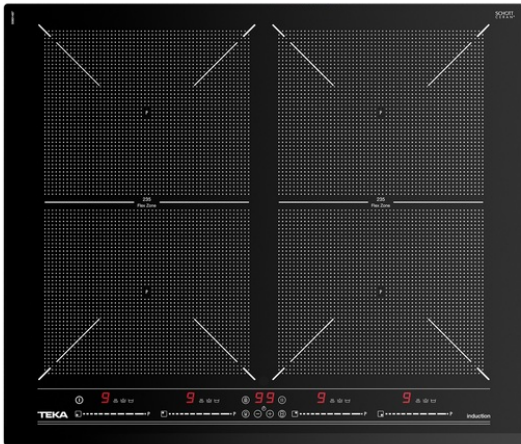 SCHOTT
CERAN®
P
P
235
Flex Zone
235
Flex Zone
P
P
9 9 99 9 9
TEKA P P P P induction